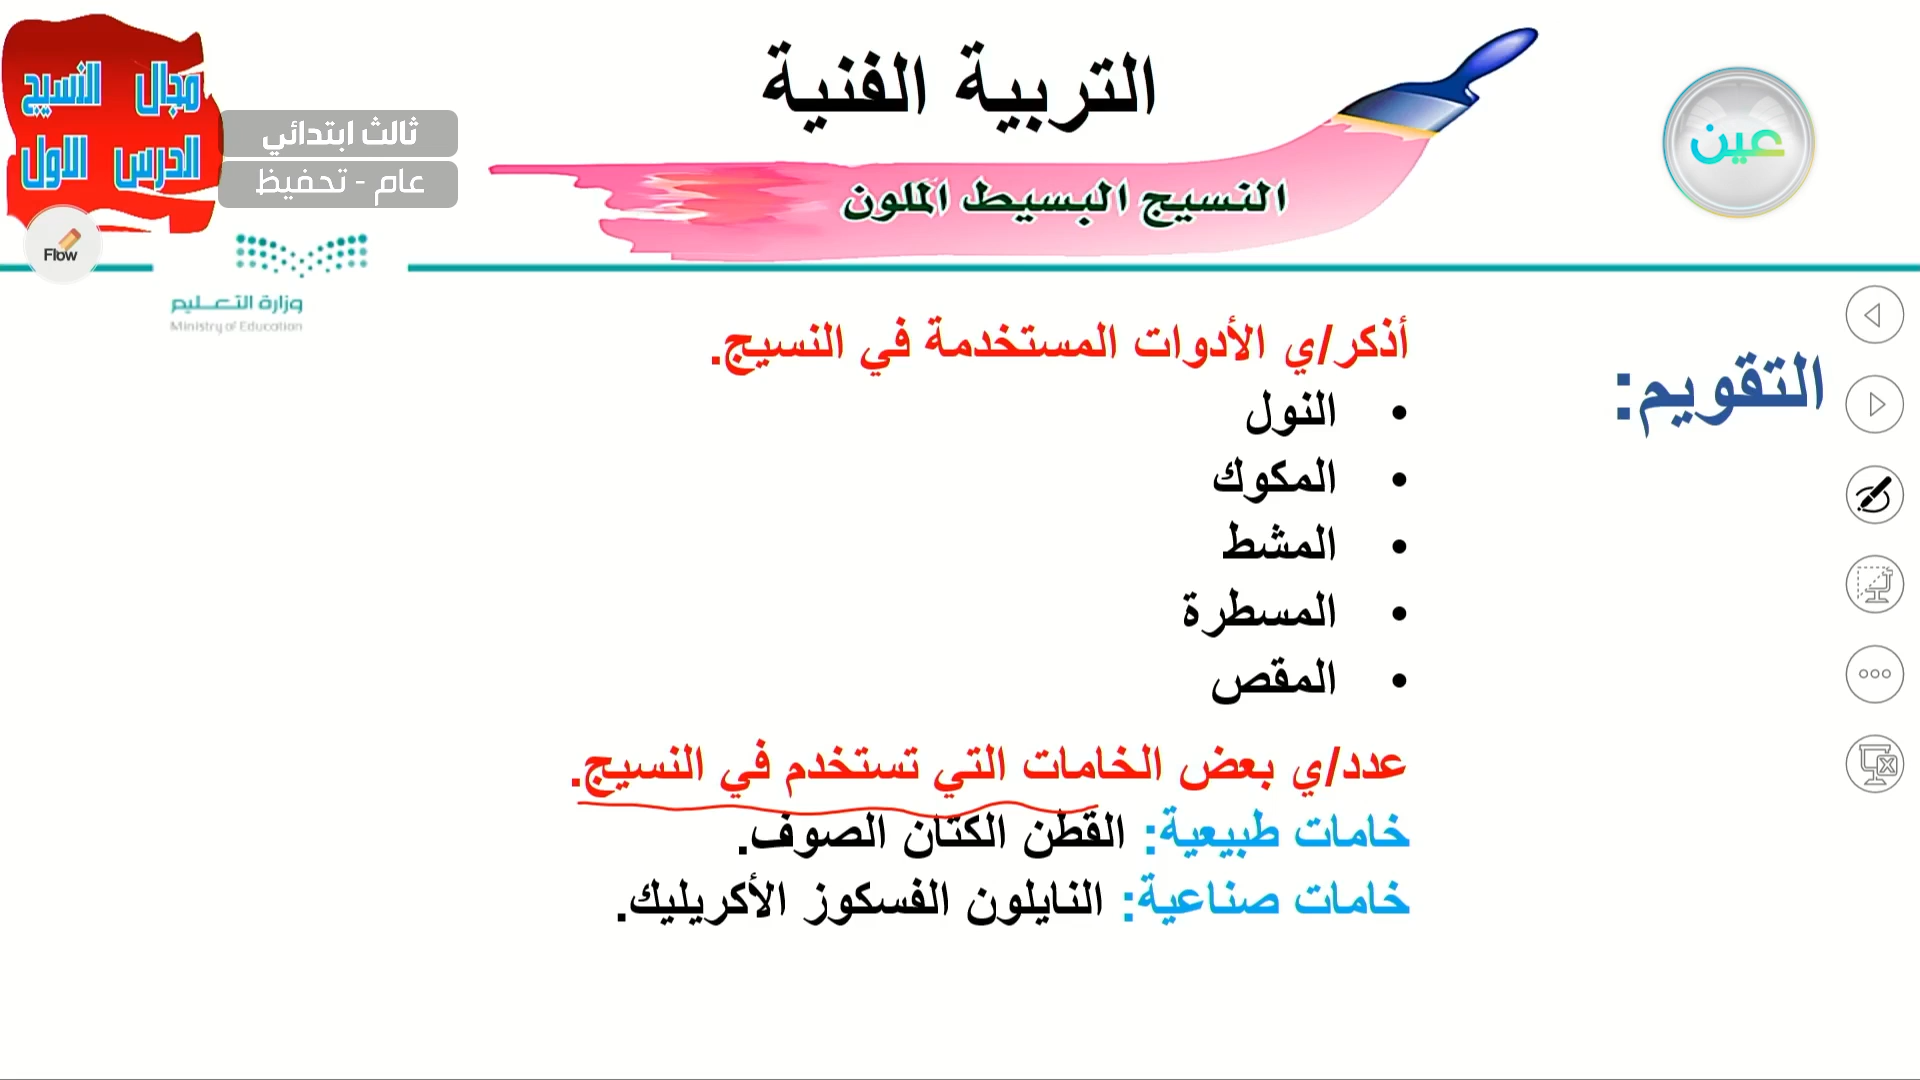 التربية الفنية
مجال النسيج
الدرس الاول
ثالث ابتدائي
عام - تحفيظ
عين
النسيج البسيط الملون
Flow
وزارة التعليم
Ministry of Education
التقويم:
أذكر/ي الأدوات المستخدمة في النسيج.
• النول
• المكوك
• المشط
• المسطرة
• المقص
عدد/ي بعض الخامات التي تستخدم في النسيج.
خامات طبيعية: القطن الكتان الصوف.
خامات صناعية: النايلون الفسكوز الأكريليك.